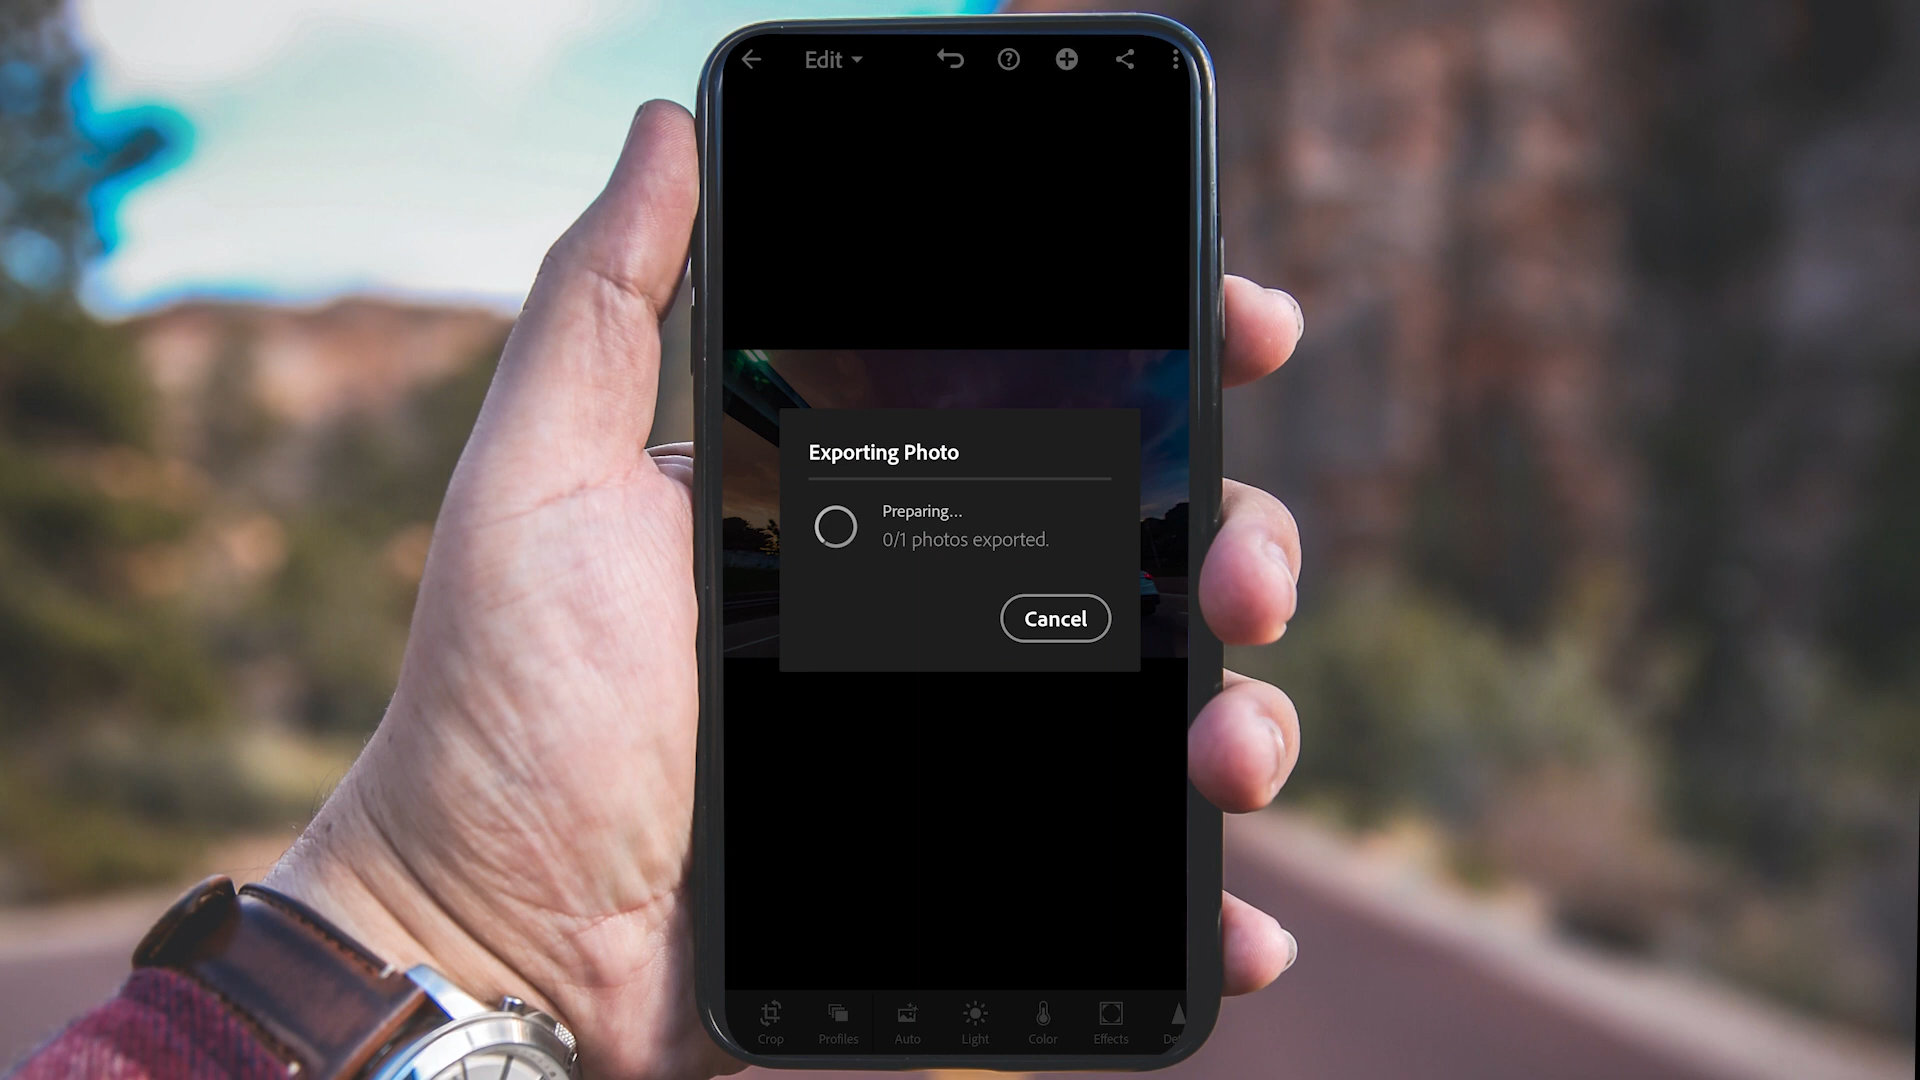 Edit
Exporting Photo
Preparing...
0/1 photos exported.
Cancel
Crop
Profiles
Auto
Light
Color
Effects